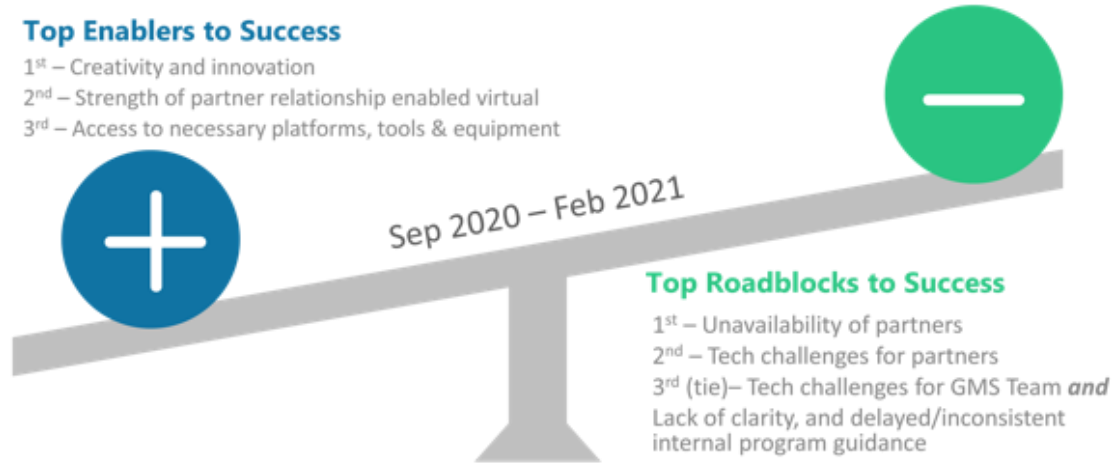 Top Enablers to Success
1st – Creativity and innovation
2nd – Strength of partner relationship enabled virtual
3rd – Access to necessary platforms, tools & equipment
Sep 2020 – Feb 2021
Top Roadblocks to Success
1st – Unavailability of partners
2nd – Tech challenges for partners
3rd (tie)– Tech challenges for GMS Team and
Lack of clarity, and delayed/inconsistent
internal program guidance